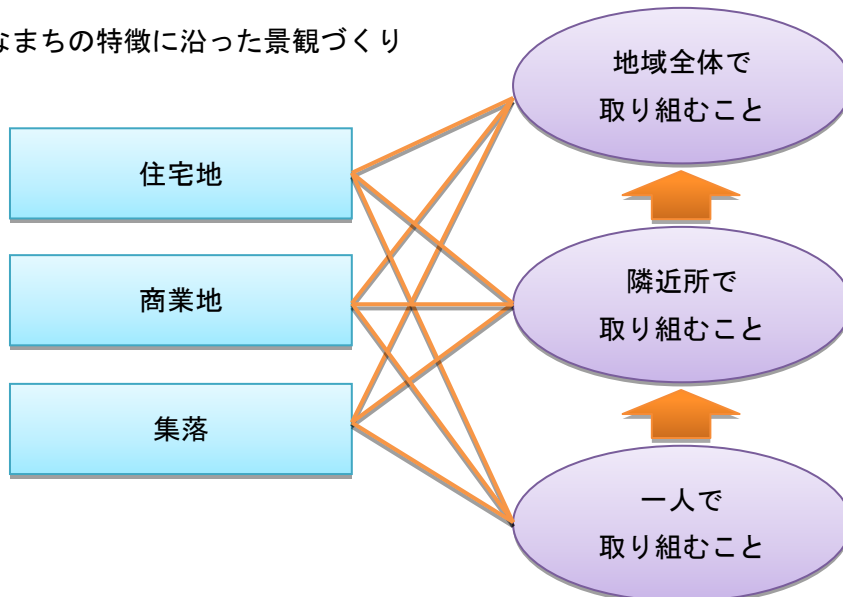 なまちの特徴に沿った景観づくり
地域全体で
取り組むこと
住宅地
商業地
隣近所で
取り組むこと
集落
一人で
取り組むこと